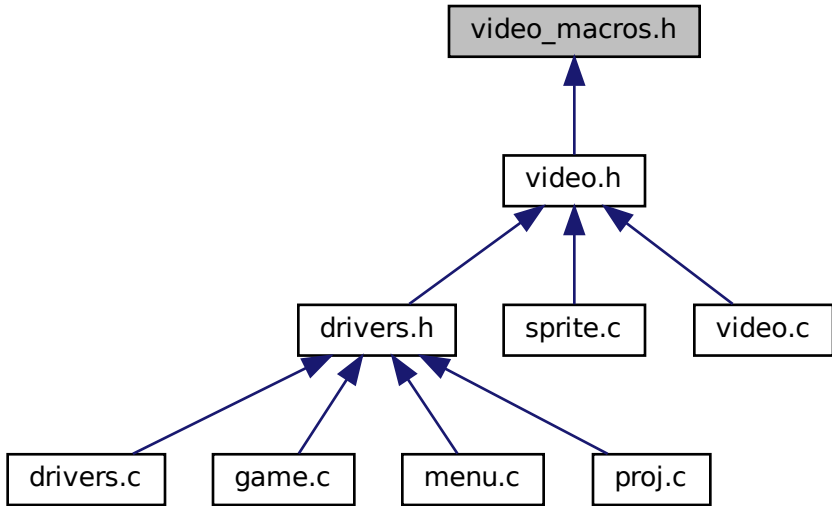 video_macros.h
video.h
drivers.h
sprite.c
video.c
drivers.c
game.c
menu.c
proj.c